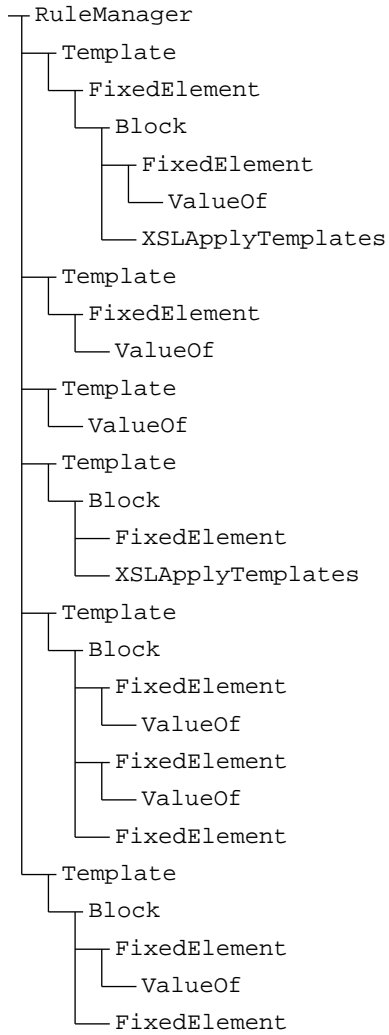 RuleManager
Template
FixedElement
Block
FixedElement
ValueOf
XSLApplyTemplates
Template
FixedElement
ValueOf
Template
ValueOf
Template
Block
FixedElement
XSLApplyTemplates
Template
Block
FixedElement
ValueOf
FixedElement
ValueOf
FixedElement
Template
Block
FixedElement
ValueOf
FixedElement